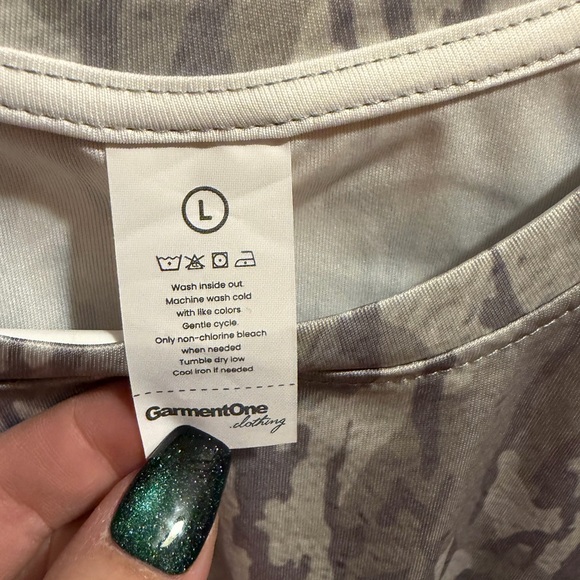 L
Wash inside out.
Machine wash cold
with like colors
Gentle cycle.
Only non-chlorine bleach
when needed
Tumble dry low
Cool Iron if needed
GarmentOne
.clothing